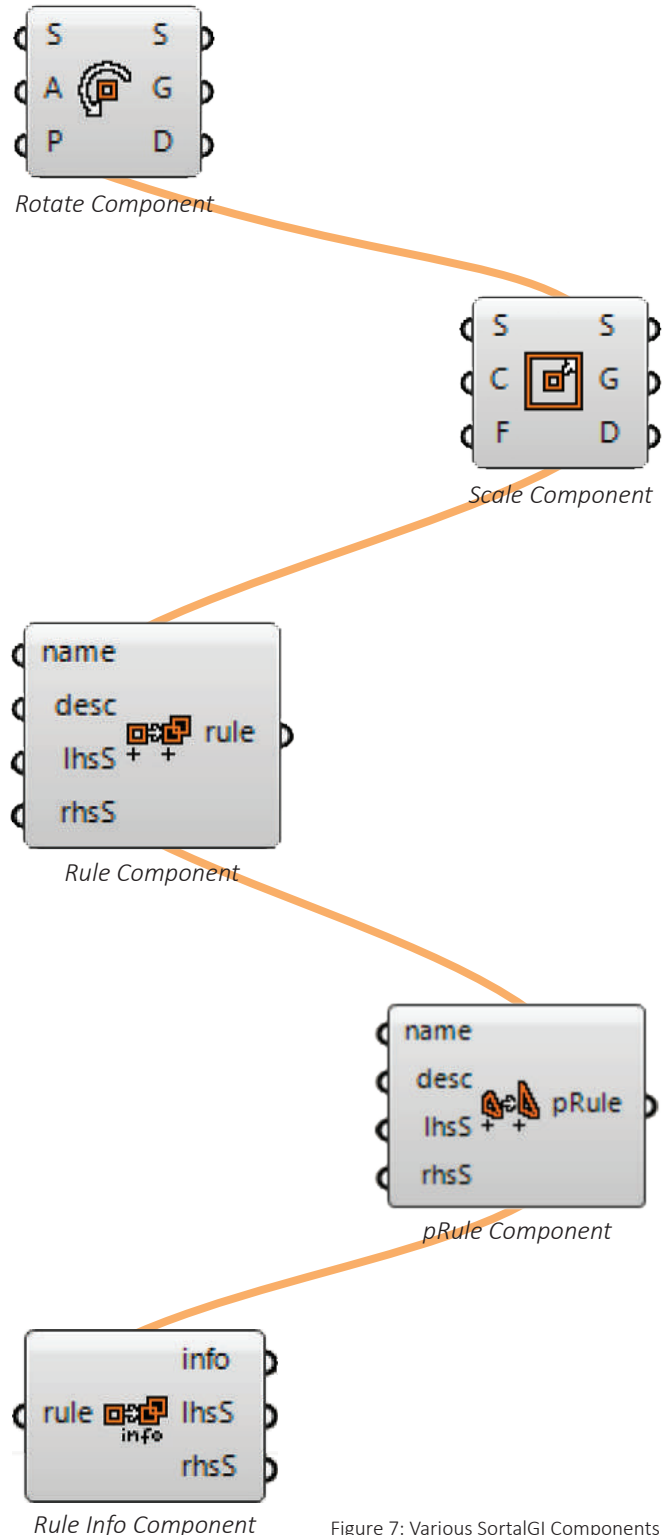 S S
A G
P D
Rotate Component
S S
C G
F D
Scale Component
name
desc
rule
lhsS
rhsS
Rule Component
name
desc
pRule
lhsS
rhsS
pRule Component
info
rule lhsS
info
rhsS
Rule Info Component
Figure 7: Various SortalGI Components